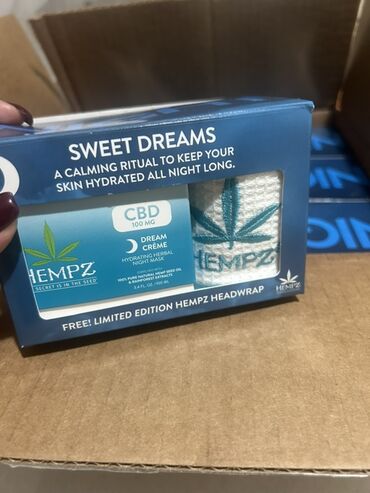 SWEET DREAMS
A CALMING RITUAL TO KEEP YOUR
SKIN HYDRATED ALL NIGHT LONG.
CBD
100 MG
DREAM
CRÈME
HYDRATING HERBAL
NIGHT MASK
100% PURE NATURAL HEMP SEED OIL
& RAINFOREST EXTRACTS
HEMPZ
SECRET IS IN THE SEED
HEMPZ
FREE! LIMITED EDITION HEMPZ HEADWRAP
HEMPZ